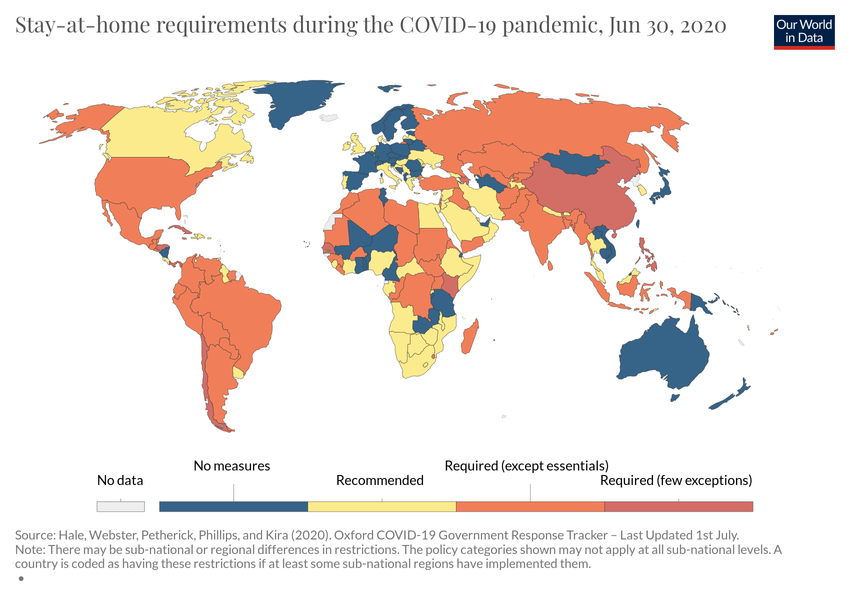 Stay-at-home requirements during the COVID-19 pandemic, Jun 30, 2020
Our World
in Data
No data
No measures
Recommended
Required (except essentials)
Required (few exceptions)
Source: Hale, Webster, Petherick, Phillips, and Kira (2020). Oxford COVID-19 Government Response Tracker – Last Updated 1st July.
Note: There may be sub-national or regional differences in restrictions. The policy categories shown may not apply at all sub-national levels. A
country is coded as having these restrictions if at least some sub-national regions have implemented them.